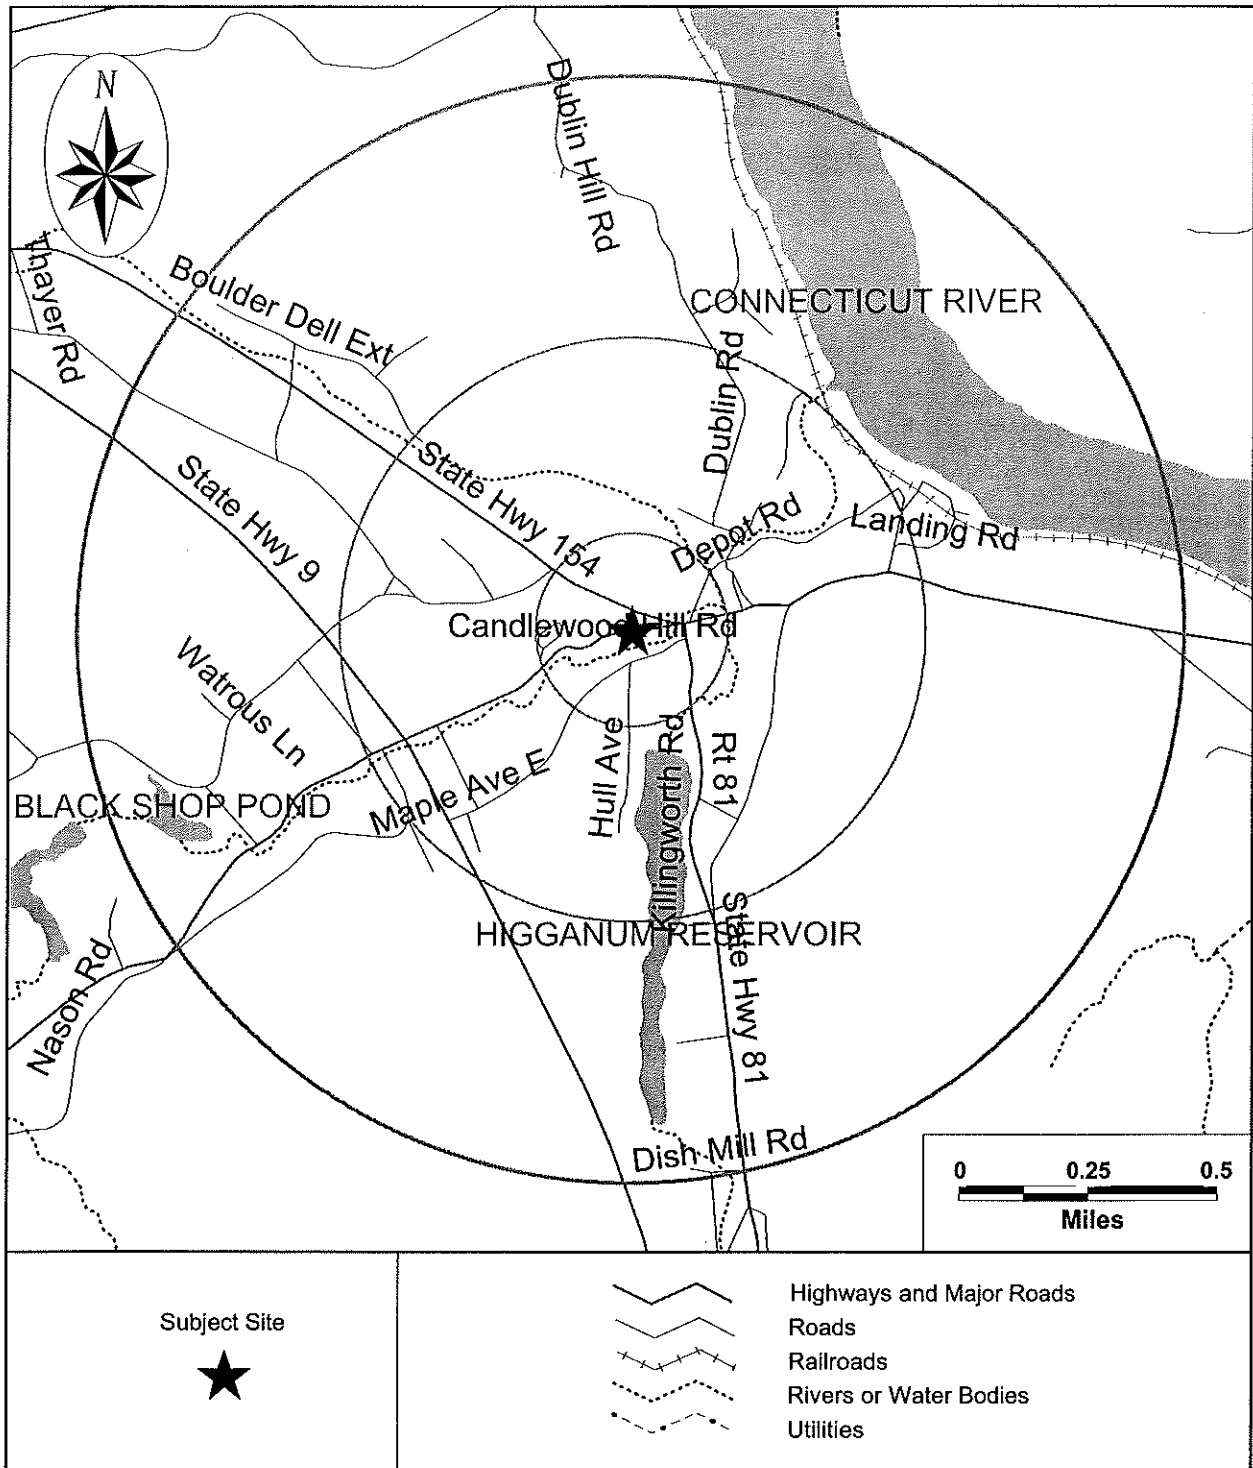 N
Dublin Hill Rd
Thayer Rd
Boulder Dell Ext
CONNECTICUT RIVER
Dublin Rd
State Hwy 154
State Hwy 9
Depot Rd
Landing Rd
Candlewood Hill Rd
Watrous Ln
Maple Ave E
Hull Ave
Killingworth Rd
Rt 81
BLACK SHOP POND
HIGGANUM RESERVOIR
State Hwy 81
Nason Rd
Dish Mill Rd
0 0.25 0.5
Miles
Subject Site
Highways and Major Roads
Roads
Railroads
Rivers or Water Bodies
Utilities